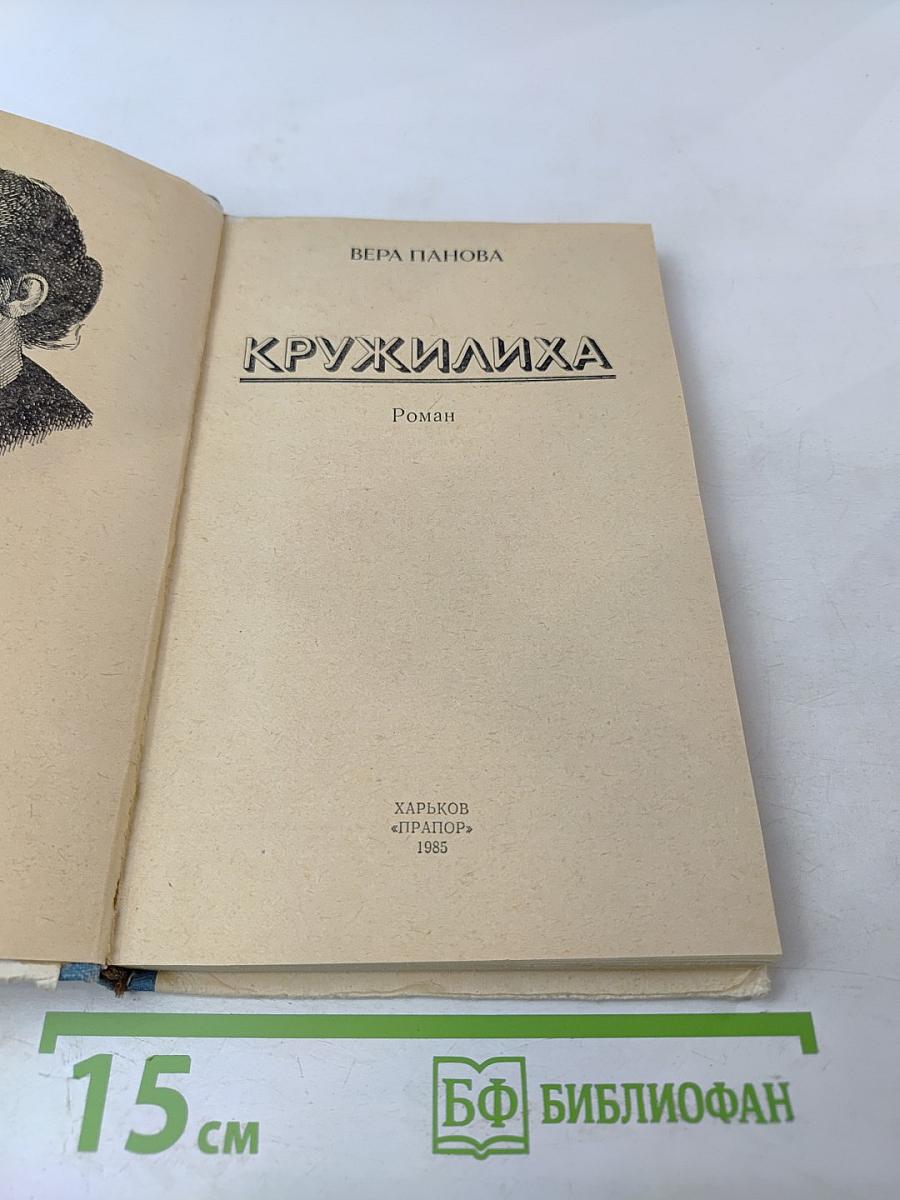 ВЕРА ПАНОВА
КРУЖИЛИХА
Роман
ХАРЬКОВ
«ПРАПОР»
1985
15 см
БФ БИБЛИОФАН